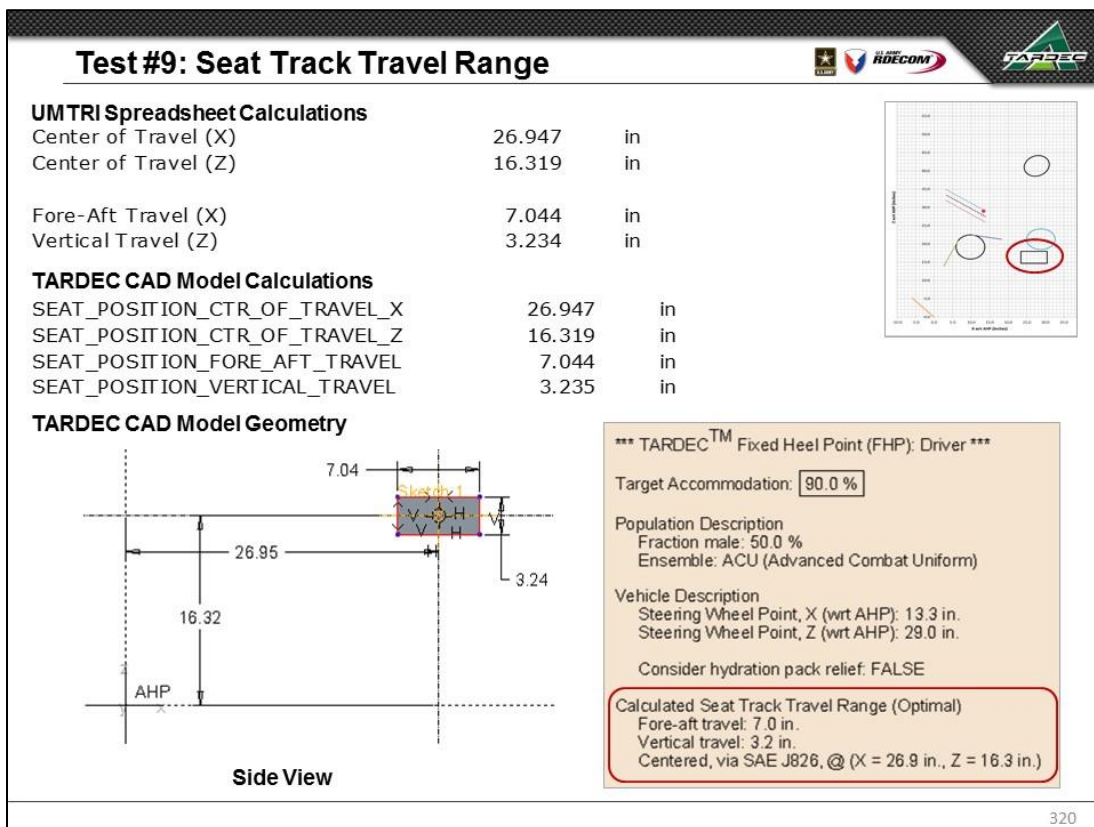 Test #9: Seat Track Travel Range
U.S. ARMY
RDECOM
TARDEC
UMTRI Spreadsheet Calculations
Center of Travel (X) 26.947 in
Center of Travel (Z) 16.319 in
Fore-Aft Travel (X) 7.044 in
Vertical Travel (Z) 3.234 in
TARDEC CAD Model Calculations
SEAT_POSITION_CTR_OF_TRAVEL_X 26.947 in
SEAT_POSITION_CTR_OF_TRAVEL_Z 16.319 in
SEAT_POSITION_FORE_AFT_TRAVEL 7.044 in
SEAT_POSITION_VERTICAL_TRAVEL 3.235 in
TARDEC CAD Model Geometry
7.04
Sketch 1
V H V
V H
H
26.95
3.24
16.32
z
AHP
y x
Side View
*** TARDEC™ Fixed Heel Point (FHP): Driver ***
Target Accommodation: 90.0 %
Population Description
Fraction male: 50.0 %
Ensemble: ACU (Advanced Combat Uniform)
Vehicle Description
Steering Wheel Point, X (wrt AHP): 13.3 in.
Steering Wheel Point, Z (wrt AHP): 29.0 in.
Consider hydration pack relief: FALSE
Calculated Seat Track Travel Range (Optimal)
Fore-aft travel: 7.0 in.
Vertical travel: 3.2 in.
Centered, via SAE J826, @ (X = 26.9 in., Z = 16.3 in.)
320